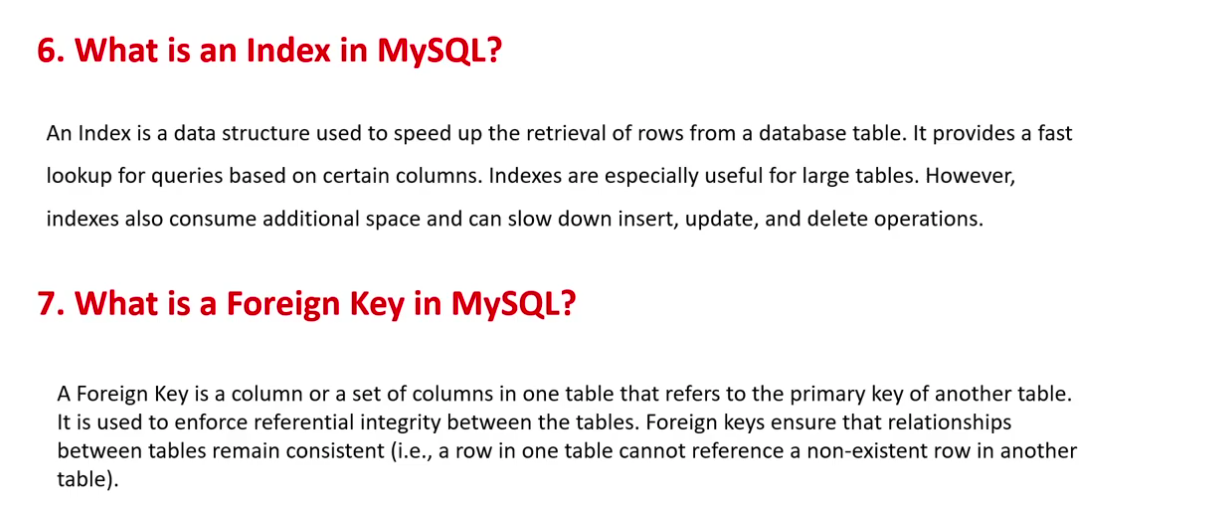 6. What is an Index in MySQL?
An Index is a data structure used to speed up the retrieval of rows from a database table. It provides a fast
lookup for queries based on certain columns. Indexes are especially useful for large tables. However,
indexes also consume additional space and can slow down insert, update, and delete operations.
7. What is a Foreign Key in MySQL?
A Foreign Key is a column or a set of columns in one table that refers to the primary key of another table.
It is used to enforce referential integrity between the tables. Foreign keys ensure that relationships
between tables remain consistent (i.e., a row in one table cannot reference a non-existent row in another
table).